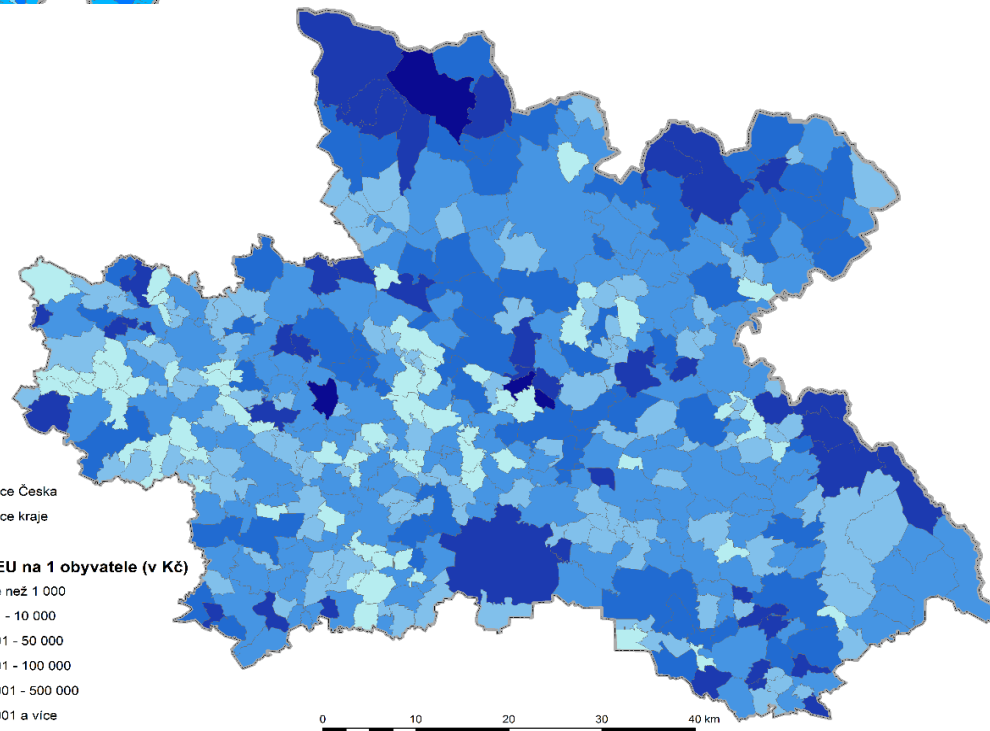 ce Česka
ce kraje
EU na 1 obyvatele (v Kč)
než 1 000
- 10 000
01 - 50 000
01 - 100 000
001 - 500 000
001 a více
0 10 20 30 40 km